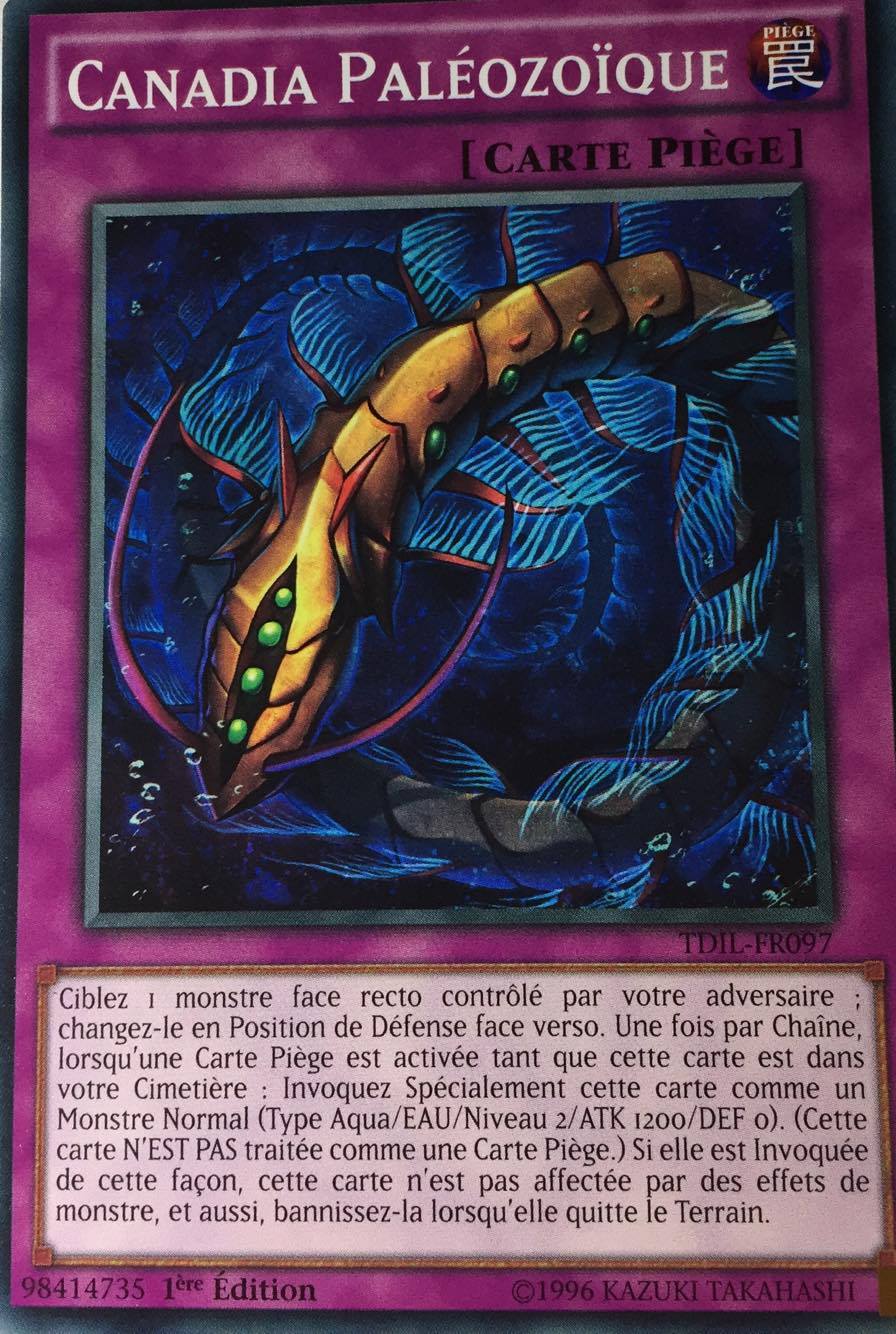 CANADIA PALÉOZOÏQUE
PIÈGE
罠
[CARTE PIÈGE]
TDIL-FR097
Ciblez 1 monstre face recto contrôlé par votre adversaire ;
changez-le en Position de Défense face verso. Une fois par Chaîne,
lorsqu'une Carte Piège est activée tant que cette carte est dans
votre Cimetière : Invoquez Spécialement cette carte comme un
Monstre Normal (Type Aqua/EAU/Niveau 2/ATK 1200/DEF 0). (Cette
carte N'EST PAS traitée comme une Carte Piège.) Si elle est Invoquée
de cette façon, cette carte n'est pas affectée par des effets de
monstre, et aussi, bannissez-la lorsqu'elle quitte le Terrain.
98414735 1ère Édition ©1996 KAZUKI TAKAHASHI